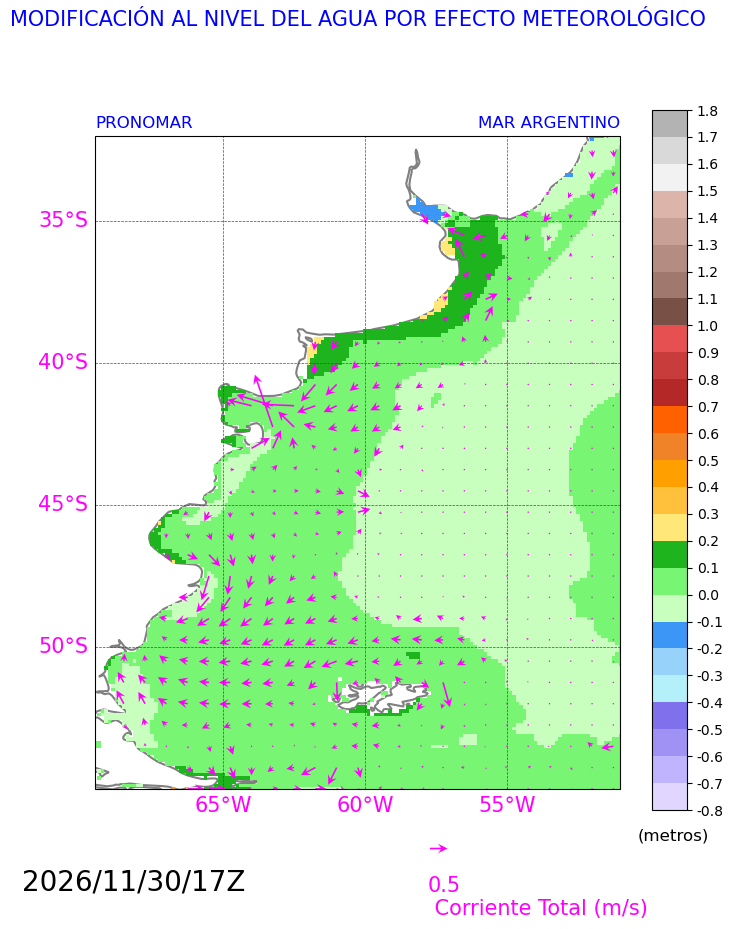 MODIFICACIÓN AL NIVEL DEL AGUA POR EFECTO METEOROLÓGICO
PRONOMAR
MAR ARGENTINO
35°S
40°S
45°S
50°S
65°W
60°W
55°W
1.8
1.7
1.6
1.5
1.4
1.3
1.2
1.1
1.0
0.9
0.8
0.7
0.6
0.5
0.4
0.3
0.2
0.1
0.0
-0.1
-0.2
-0.3
-0.4
-0.5
-0.6
-0.7
-0.8
(metros)
2026/11/30/17Z
0.5
Corriente Total (m/s)